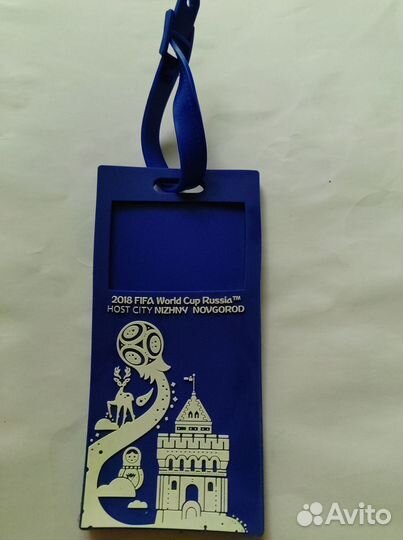 2018 FIFA World Cup Russia™
HOST CITY NIZHNY NOVGOROD
Avito